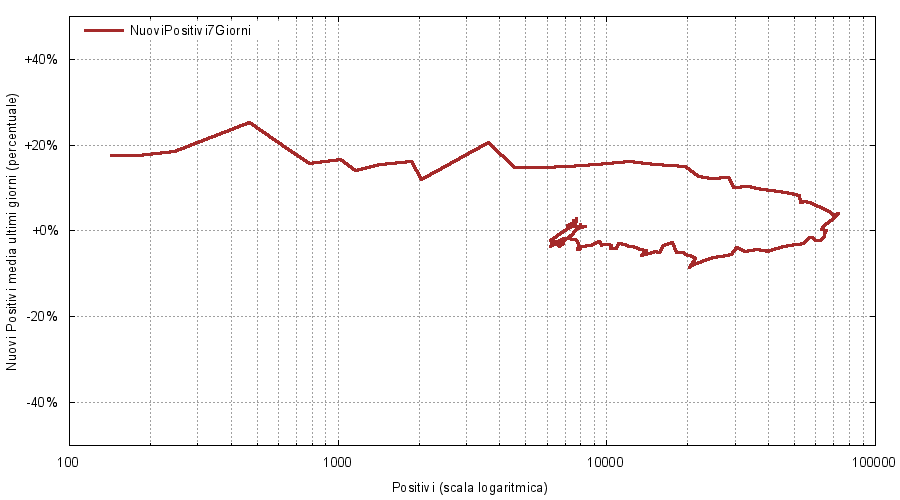 NuoviPositivi7Giorni
+40%
+20%
+0%
-20%
-40%
Nuovi Positivi media ultimi giorni (percentuale)
100 1000 10000 100000
Positivi (scala logaritmica)